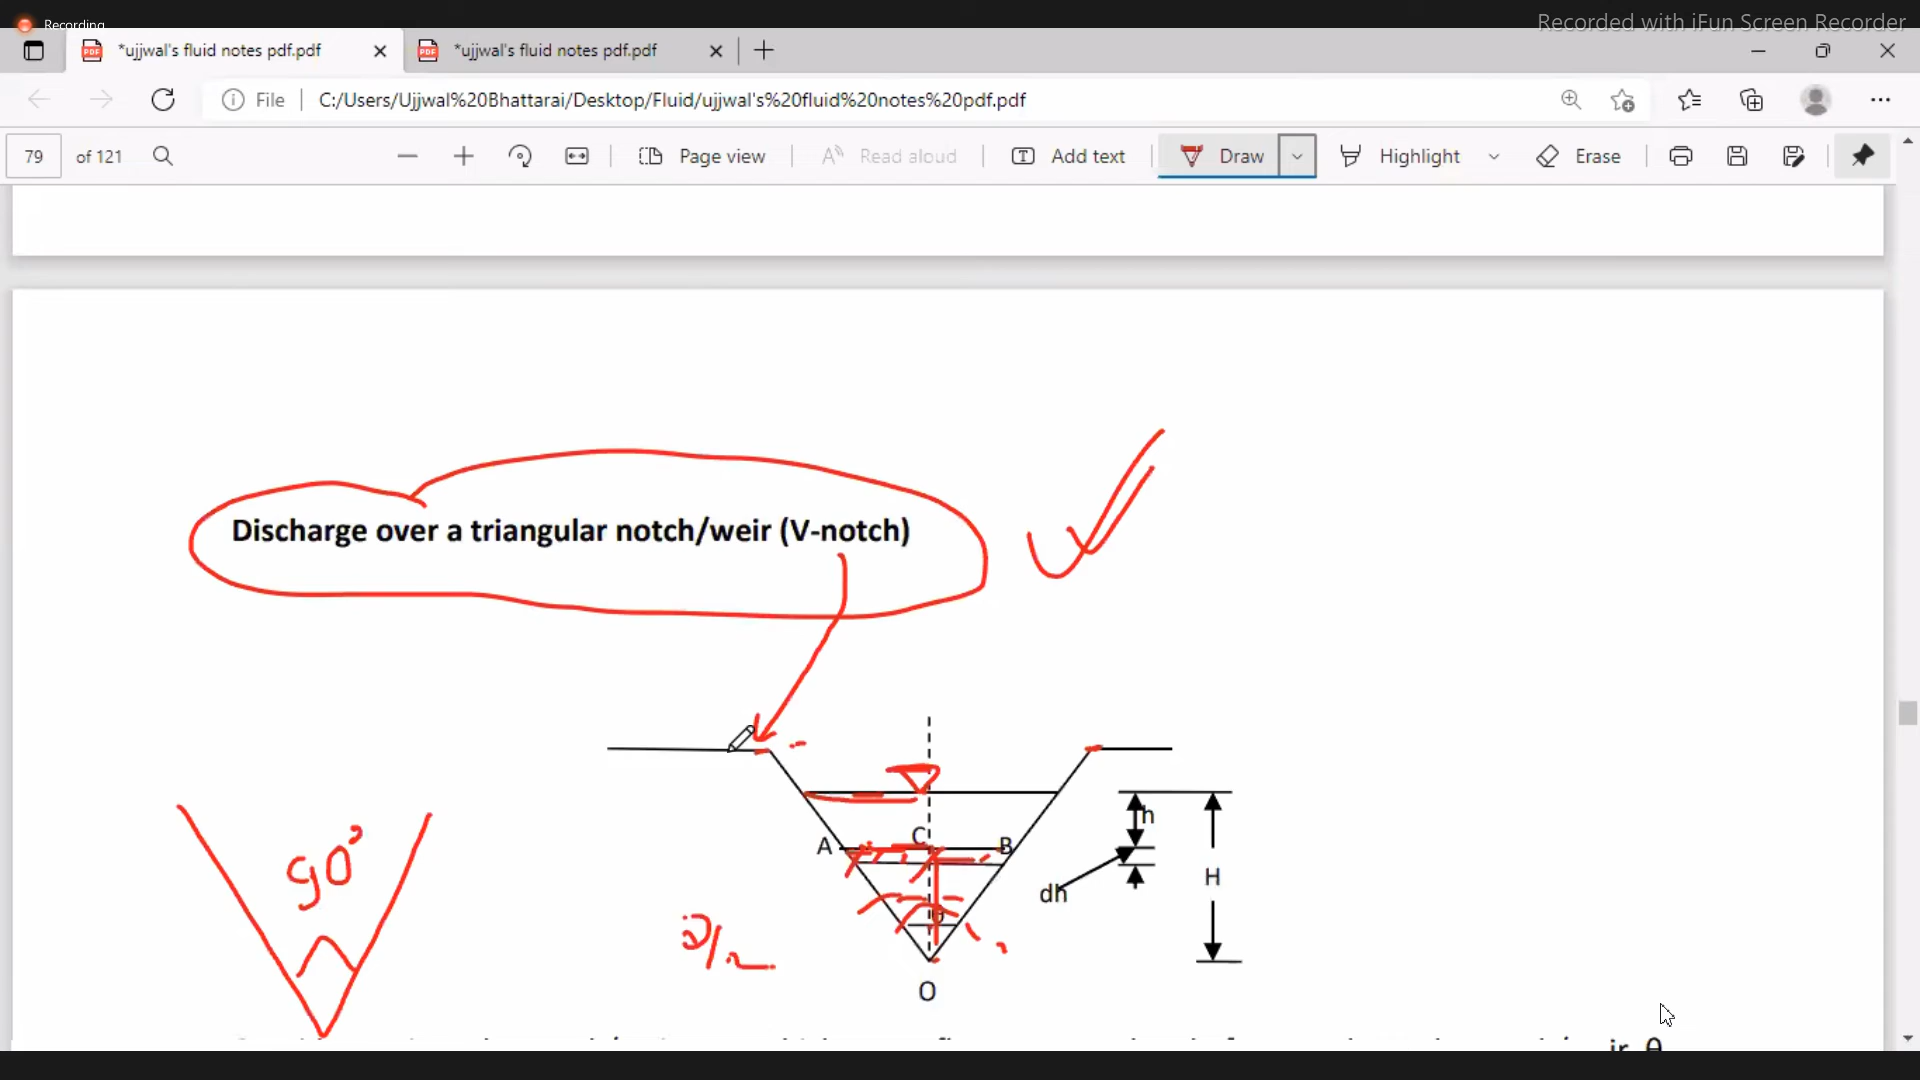 Recording
Recorded with iFun Screen Recorder
*ujjwal's fluid notes pdf.pdf
*ujjwal's fluid notes pdf.pdf
File
C:/Users/Ujjwal%20Bhattarai/Desktop/Fluid/ujjwal's%20fluid%20notes%20pdf.pdf
79 of 121
Page view
Read aloud
Add text
Draw
Highlight
Erase
Discharge over a triangular notch/weir (V-notch)
90°
A
C
B
h
dh
H
θ
O
ir, θ